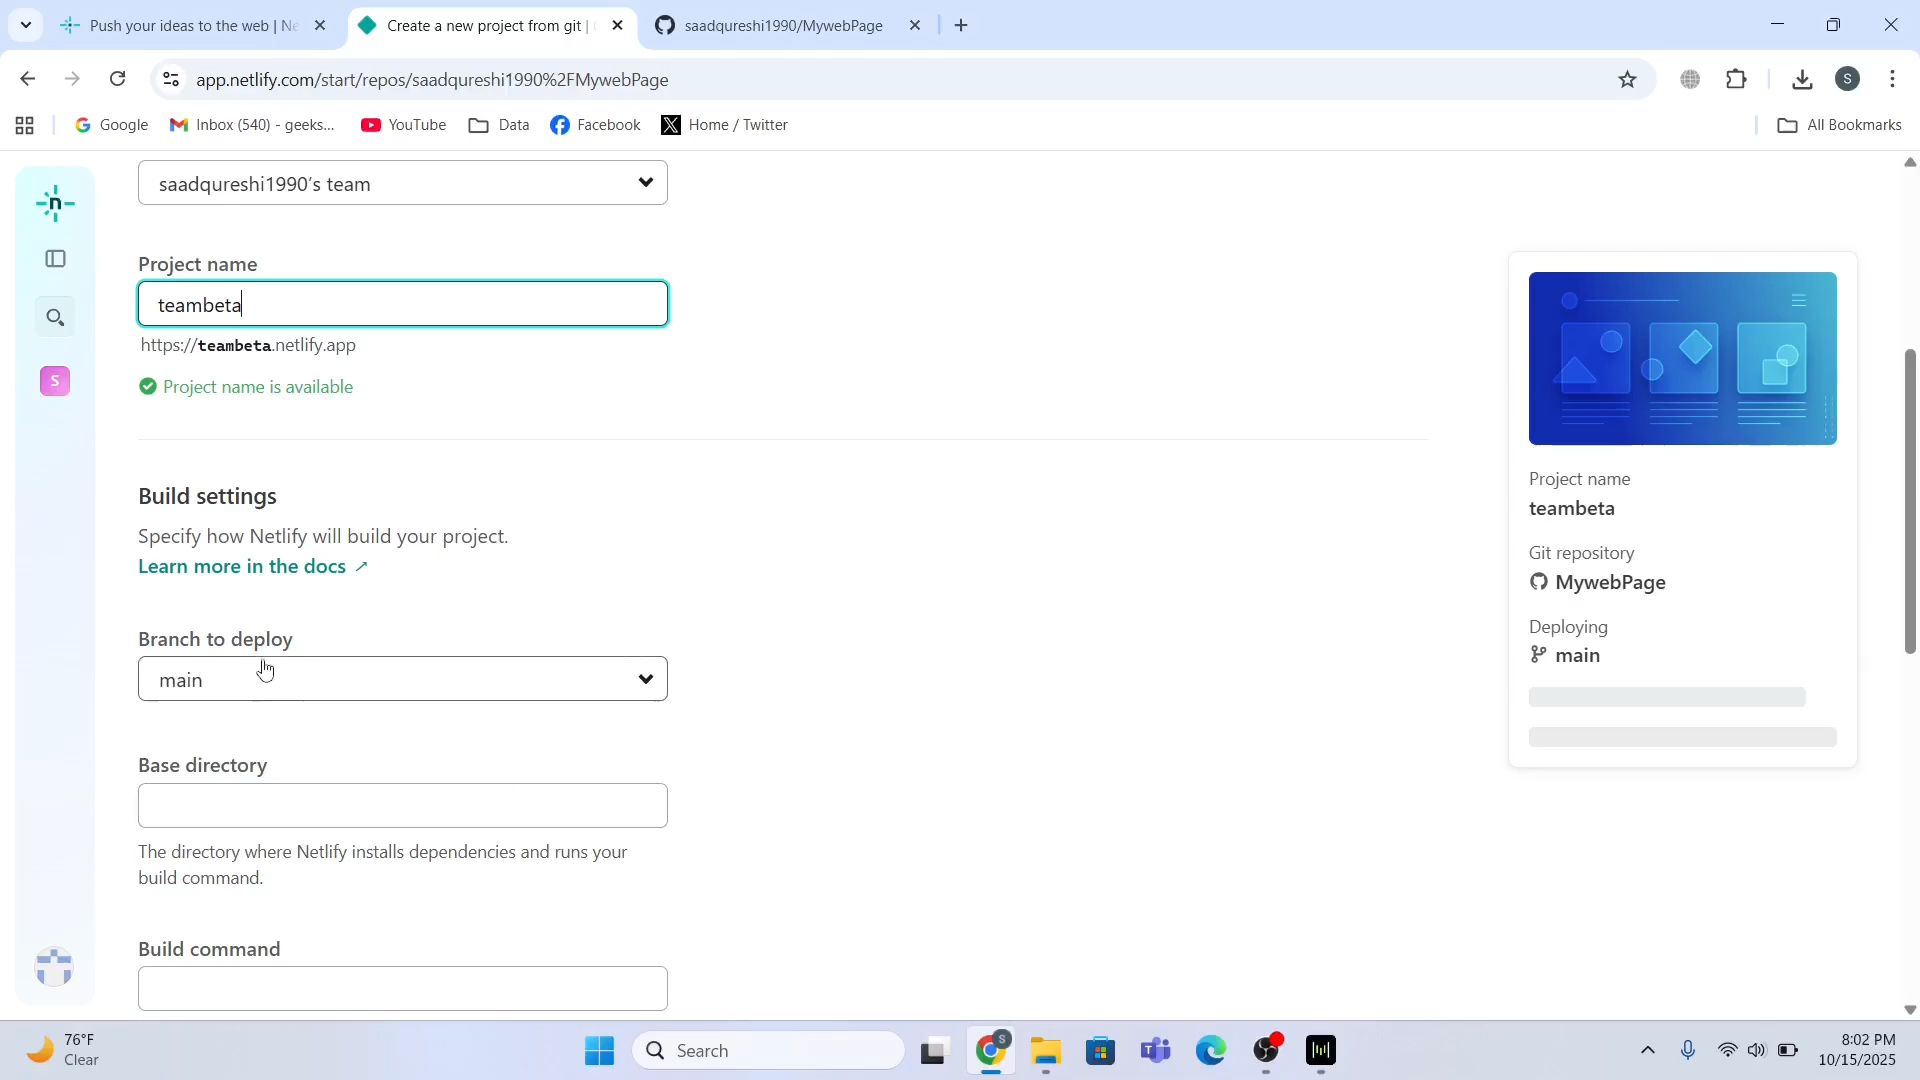 Push your ideas to the web | Ne
Create a new project from git |
saadqureshi1990/MywebPage
app.netlify.com/start/repos/saadqureshi1990%2FMywebPage
S
Google
Inbox (540) - geeks...
YouTube
Data
Facebook
Home / Twitter
All Bookmarks
n
S
saadqureshi1990's team
Project name
teambeta
https://teambeta.netlify.app
Project name is available
Build settings
Specify how Netlify will build your project.
Learn more in the docs ↗
Branch to deploy
main
Base directory
The directory where Netlify installs dependencies and runs your
build command.
Build command
Project name
teambeta
Git repository
MywebPage
Deploying
main
76°F
Clear
Search
S
8:02 PM
10/15/2025